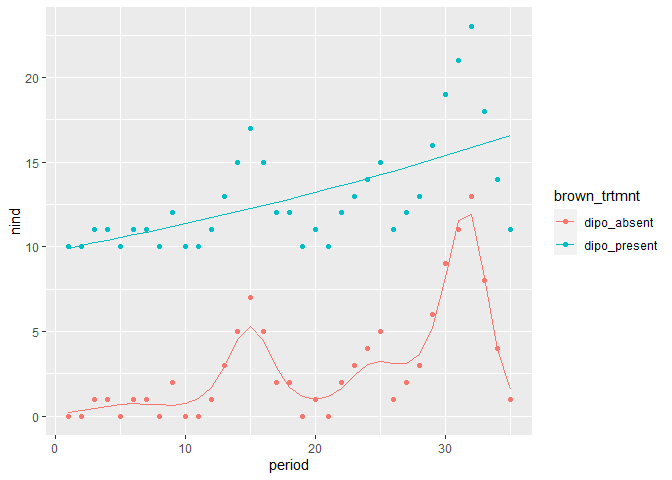 20
15
10
5
0
nind
0
10
20
30
period
brown_trtmnt
dipo_absent
dipo_present